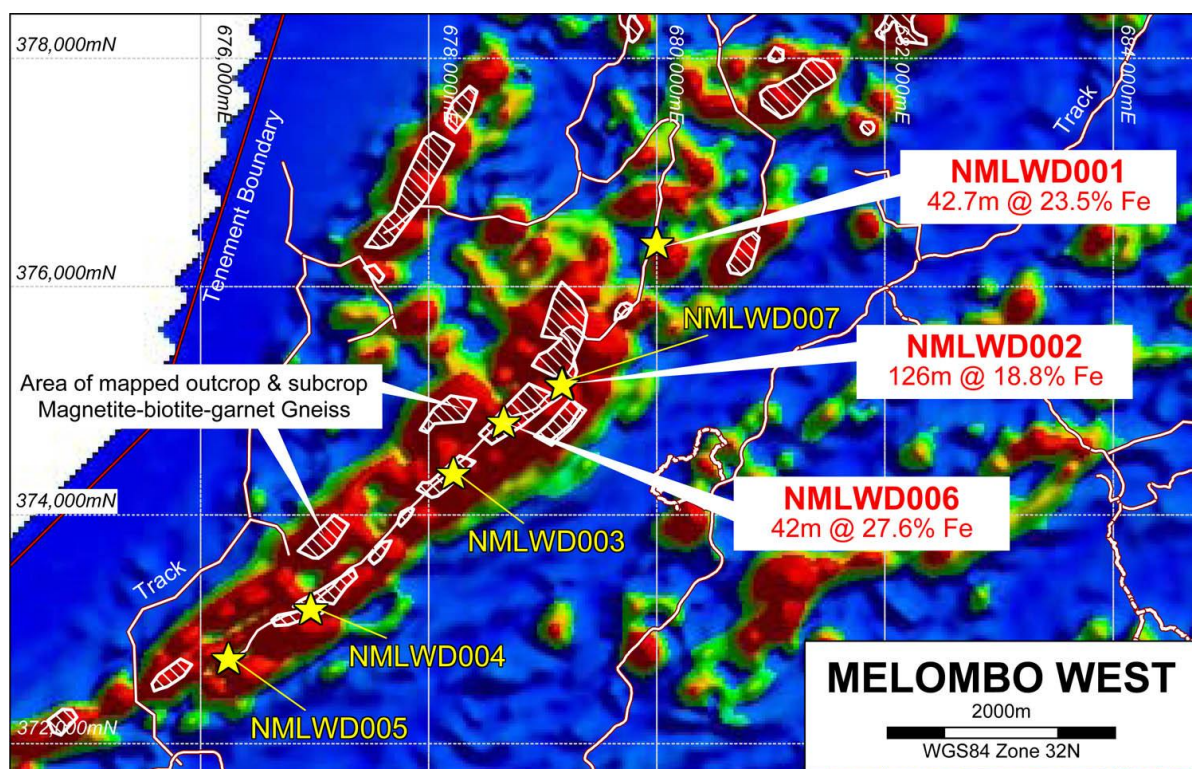 378,000mN
676,000mE
678,000mE
680,000mE
682,000mE
684,000mE
Track
Tenement Boundary
NMLWD001
42.7m @ 23.5% Fe
376,000mN
NMLWD007
NMLWD002
126m @ 18.8% Fe
Area of mapped outcrop & subcrop
Magnetite-biotite-garnet Gneiss
374,000mN
NMLWD006
42m @ 27.6% Fe
NMLWD003
Track
NMLWD004
NMLWD005
372,000mN
MELOMBO WEST
2000m
WGS84 Zone 32N